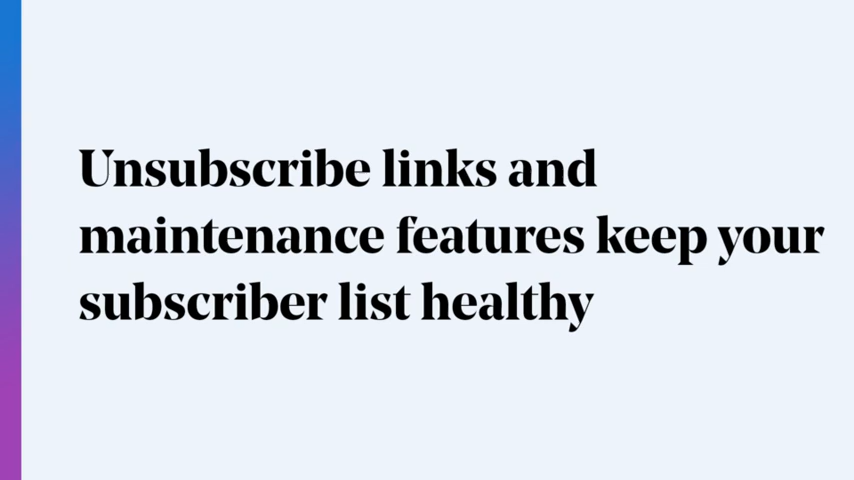 Unsubscribe links and
maintenance features keep your
subscriber list healthy